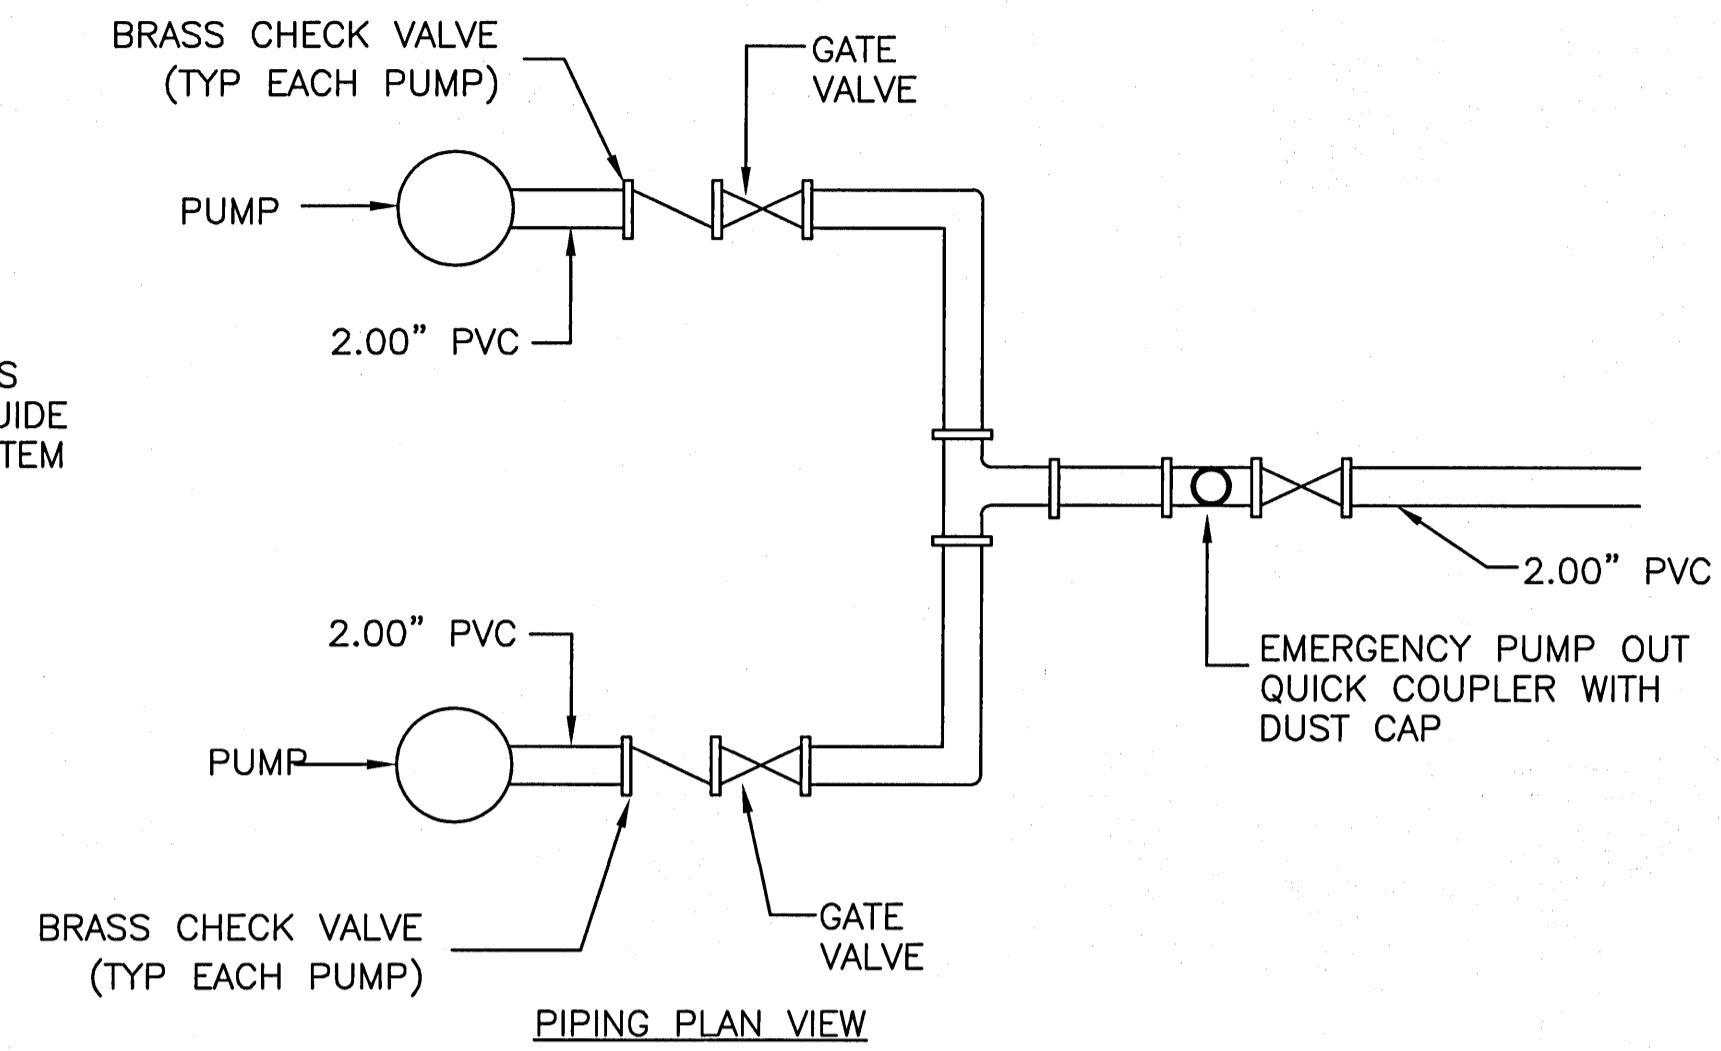 BRASS CHECK VALVE
(TYP EACH PUMP)
GATE
VALVE
PUMP
2.00" PVC
S
UIDE
TEM
2.00" PVC
2.00" PVC
EMERGENCY PUMP OUT
QUICK COUPLER WITH
DUST CAP
PUMP
BRASS CHECK VALVE
(TYP EACH PUMP)
GATE
VALVE
PIPING PLAN VIEW